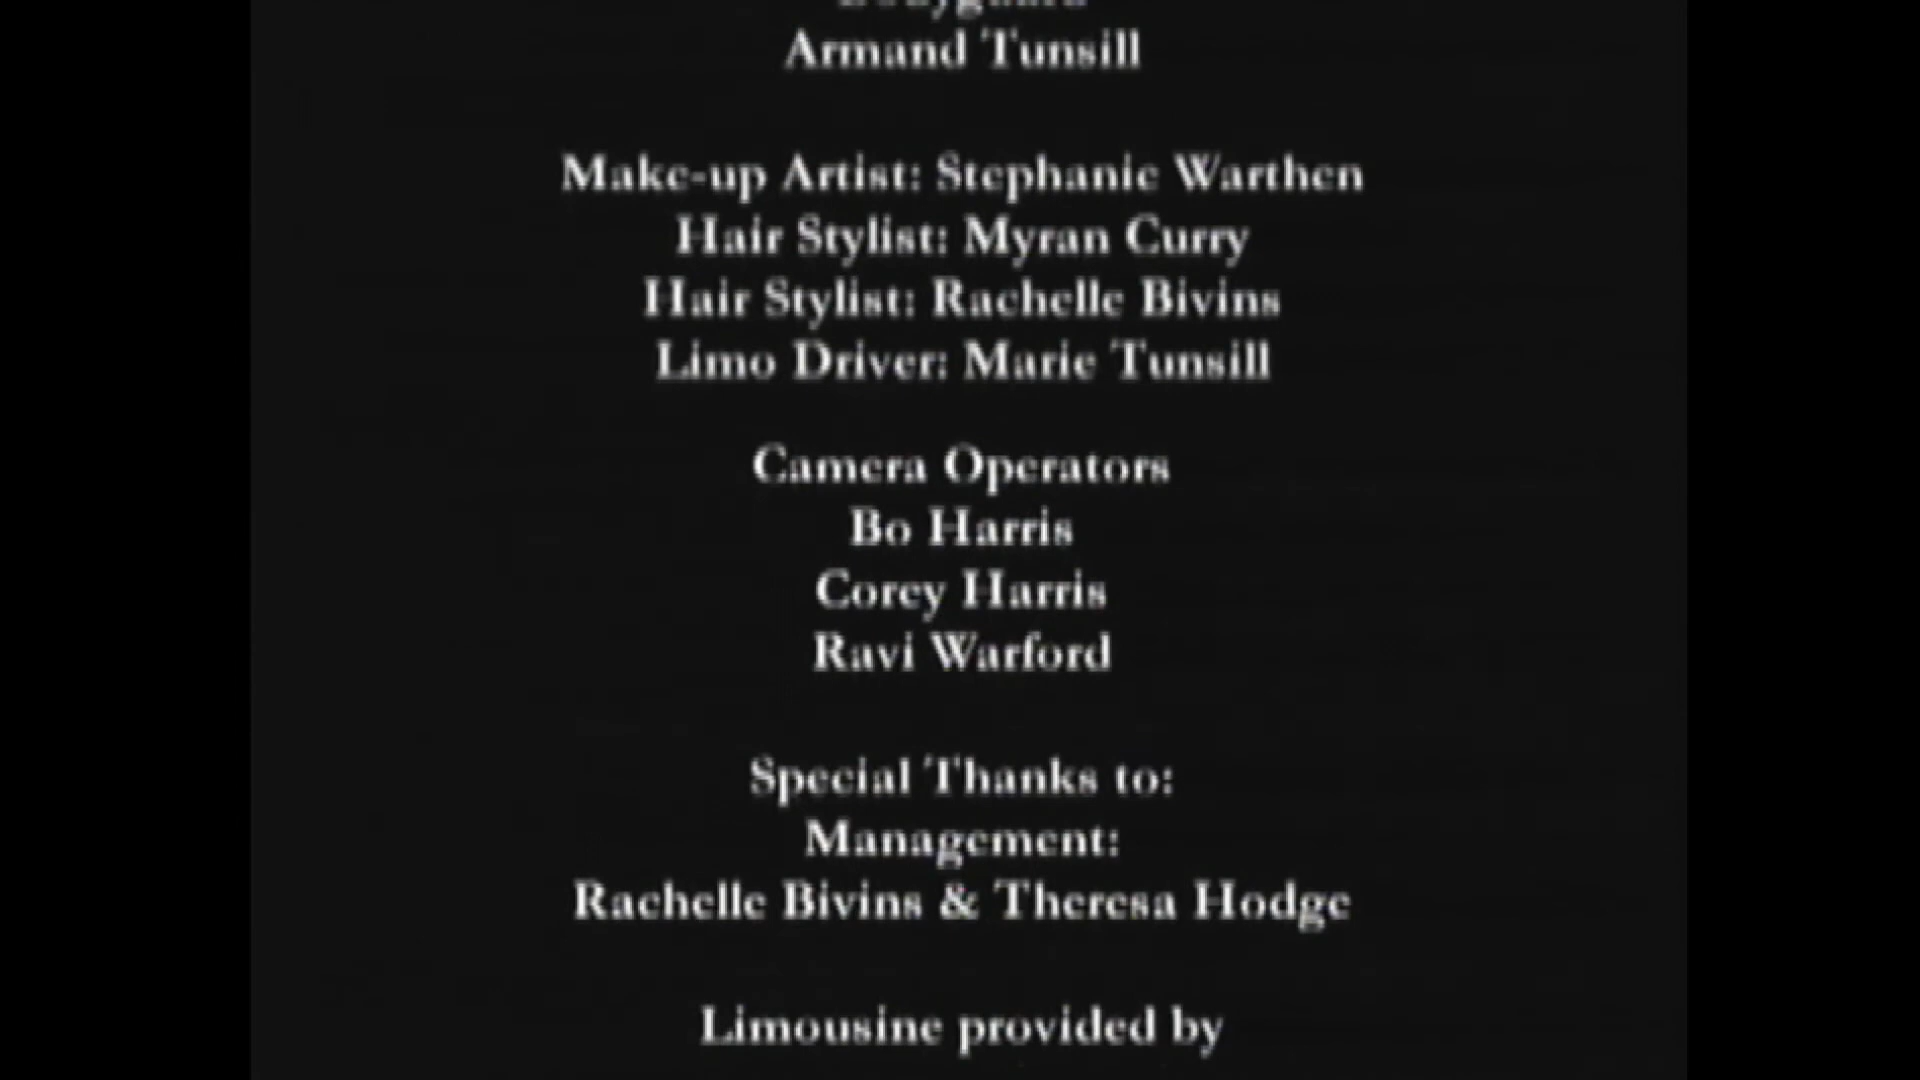 Bodyguard
Armand Tunsill
Make-up Artist: Stephanie Warthen
Hair Stylist: Myran Curry
Hair Stylist: Rachelle Bivins
Limo Driver: Marie Tunsill
Camera Operators
Bo Harris
Corey Harris
Ravi Warford
Special Thanks to:
Management:
Rachelle Bivins & Theresa Hodge
Limousine provided by